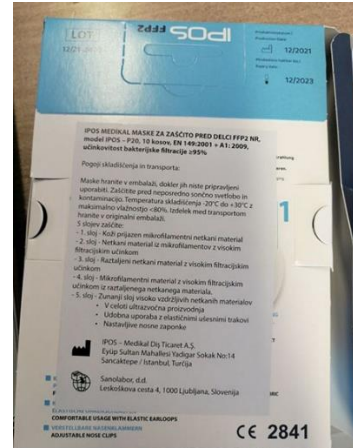 LOT
IPOS FFP2
12/2021
12/2023
IPOS MEDIKAL MASKE ZA ZAŠČITO PRED DELCI FFP2 NR,
model IPOS – P20, 10 kosov, EN 149:2001 + A1: 2009,
učinkovitost bakterijske filtracije ≥95%
Pogoji skladiščenja in transporta:
Maske hranite v embalaži, dokler jih niste pripravljeni
uporabiti. Zaščitite pred neposredno sončno svetlobo in
kontaminacijo. Temperatura skladiščenja -20˚C do +30˚C z
maksimalno vlažnostjo <80%. Izdelek med transportom
hranite v originalni embalaži.
5 slojev zaščite:
- 1. sloj - Koži prijazen mikrofilamentni netkani material
- 2. sloj - Netkani material iz mikrofilamentov z visokim
filtracijskim učinkom
- 3. sloj - Raztaljeni netkani material z visokim filtracijskim
učinkom
- 4. sloj - Mikrofilamentni material z visokim filtracijskim
učinkom iz raztaljenega netkanega materiala,
- 5. sloj - Zunanji sloj visoko vzdržljivih netkanih materialov
• V celoti ultrazvočna proizvodnja
• Udobna uporaba z elastičnimi ušesnimi trakovi
• Nastavljive nosne zaponke
IPOS – Medikal Diş Ticaret A.Ş.
Eyüp Sultan Mahallesi Yadigar Sokak No:14
Sancaktepe / Istanbul, Turčija
Sanolabor, d.d.
Leskoškova cesta 4, 1000 Ljubljana, Slovenija
1
COMFORTABLE USAGE WITH ELASTIC EARLOOPS
VERSTELLBARE NASENKLAMMERN
ADJUSTABLE NOSE CLIPS
CE 2841